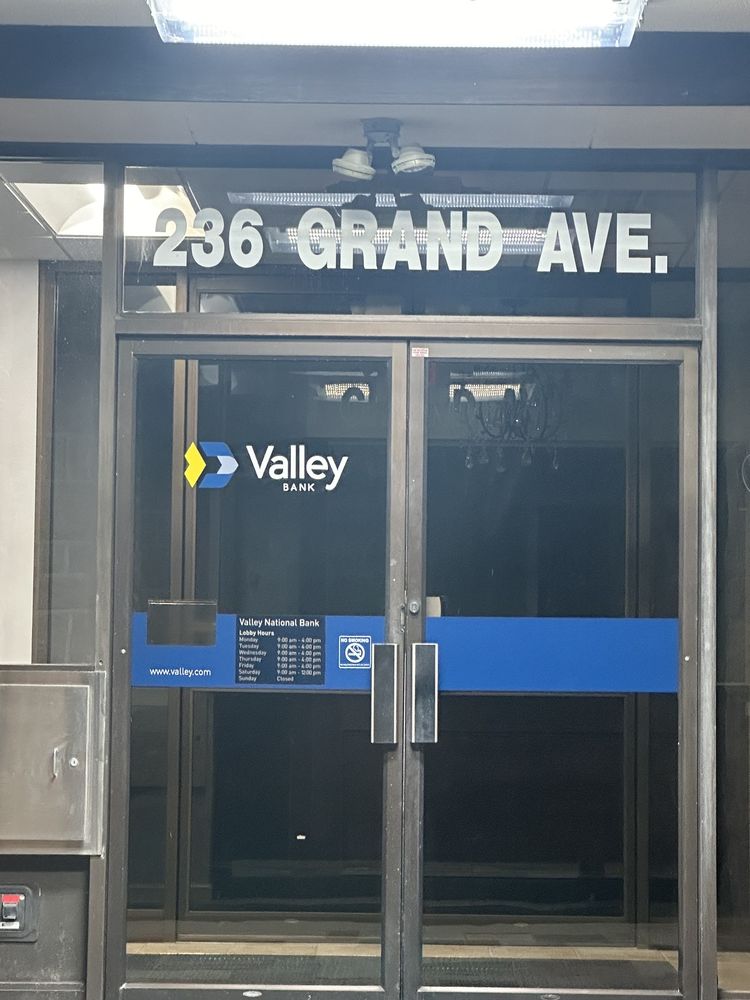 236 GRAND AVE.
Valley
BANK
Valley National Bank
Lobby Hours
Monday 9:00 am - 4:00 pm
Tuesday 9:00 am - 4:00 pm
Wednesday 9:00 am - 4:00 pm
Thursday 9:00 am - 4:00 pm
Friday 9:00 am - 4:00 pm
Saturday 9:00 am - 12:00 pm
Sunday Closed
NO SMOKING
www.valley.com